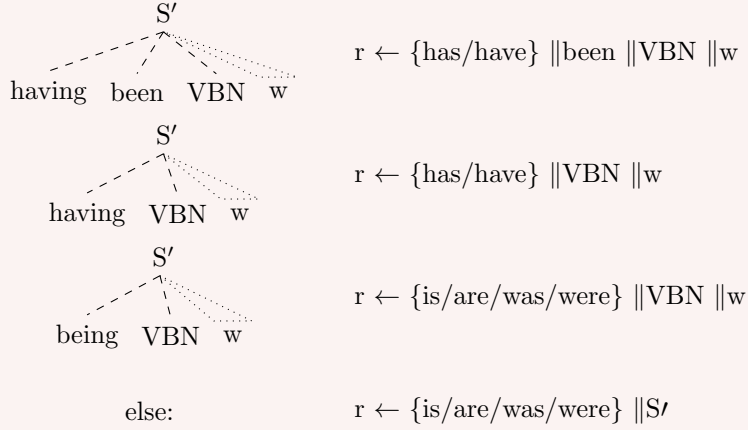 S′
r ← {has/have} ∥been ∥VBN ∥w
having been VBN w
S′
r ← {has/have} ∥VBN ∥w
having VBN w
S′
r ← {is/are/was/were} ∥VBN ∥w
being VBN w
else: r ← {is/are/was/were} ∥S′